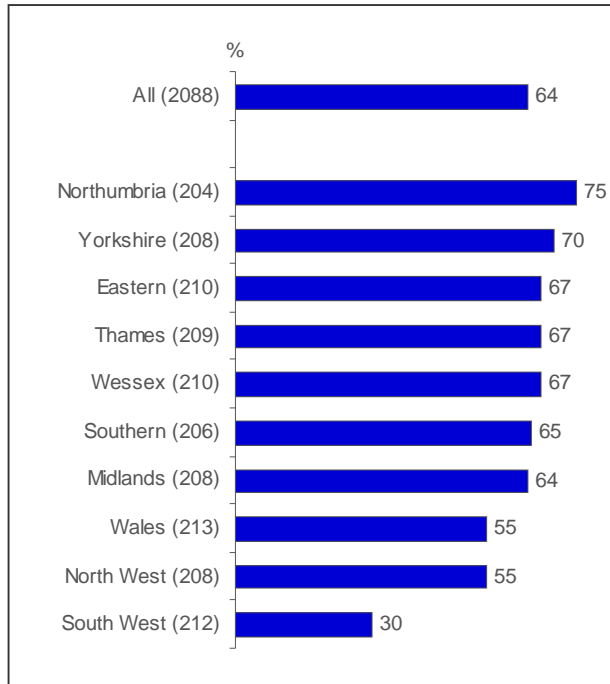 %
All (2088) 64
Northumbria (204) 75
Yorkshire (208) 70
Eastern (210) 67
Thames (209) 67
Wessex (210) 67
Southern (206) 65
Midlands (208) 64
Wales (213) 55
North West (208) 55
South West (212) 30